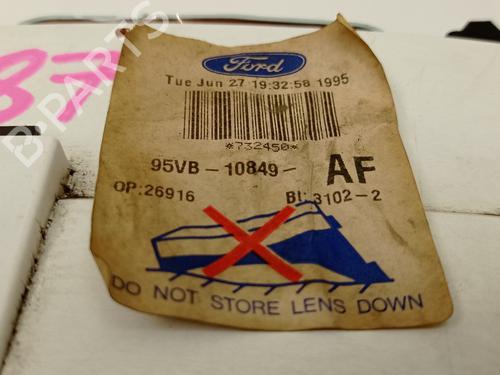 Ford
Tue Jun 27 19:32:58 1995
*732450*
95VB-10849- AF
OP:26916 BI:3102-2
DO NOT STORE LENS DOWN
B-PARTS